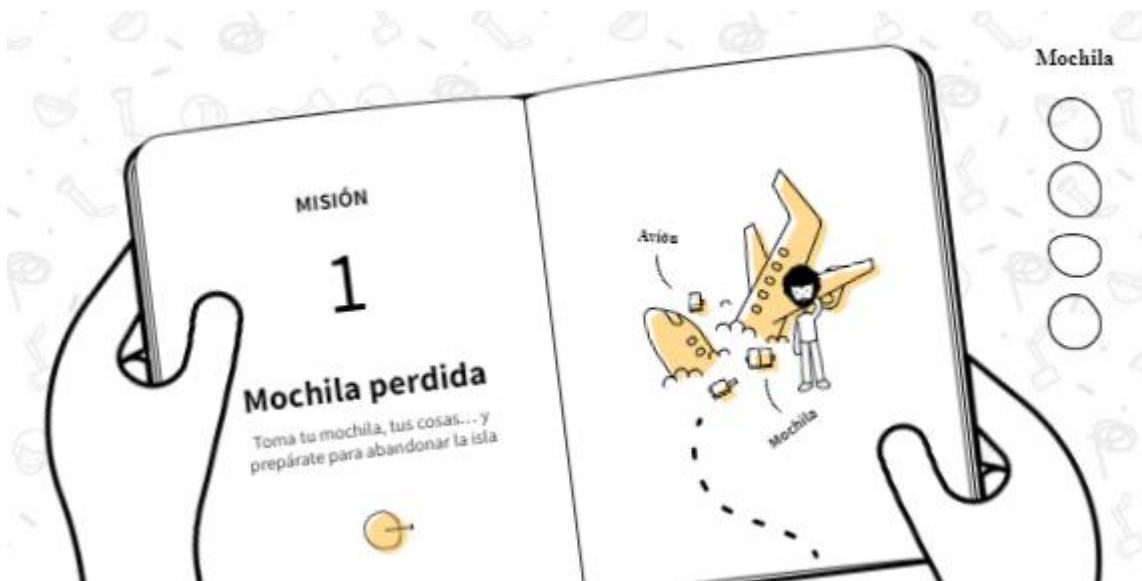 MISIÓN
1
Mochila perdida
Toma tu mochila, tus cosas... y
prepárate para abandonar la isla
Avión
Mochila
Mochila